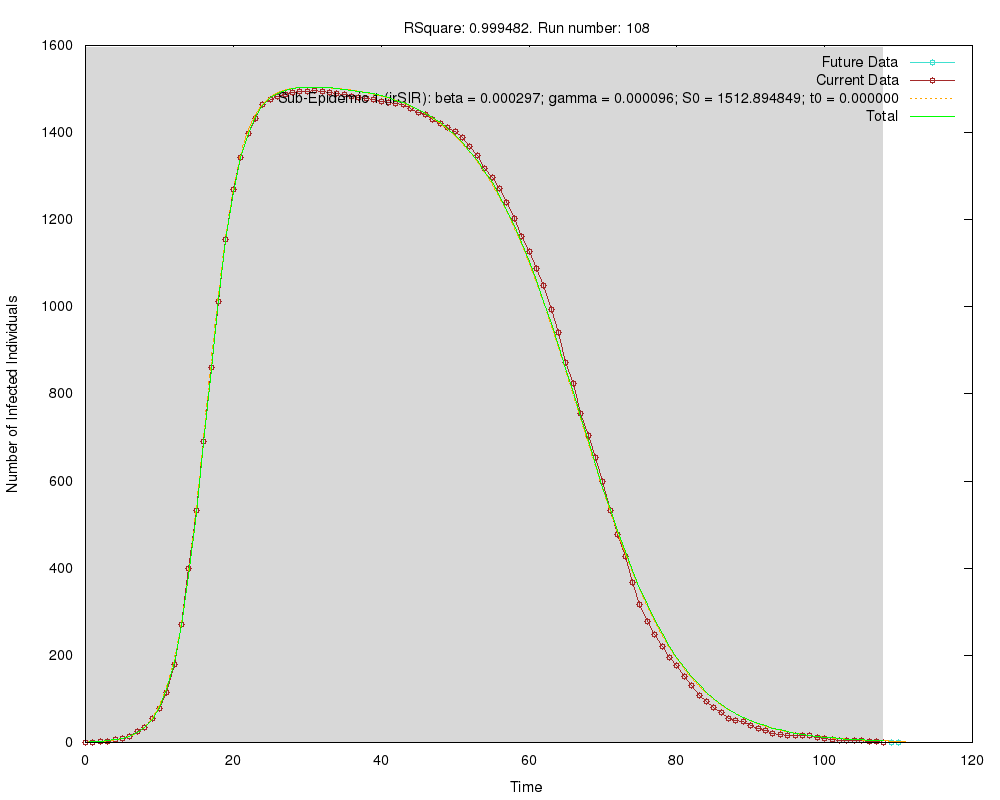 RSquare: 0.999482. Run number: 108
Future Data
Current Data
Sub-Epidemic (irSIR): beta = 0.000297; gamma = 0.000096; S0 = 1512.894849; t0 = 0.000000
Total
1600
1400
1200
1000
800
600
400
200
0
Number of Infected Individuals
0 20 40 60 80 100 120
Time